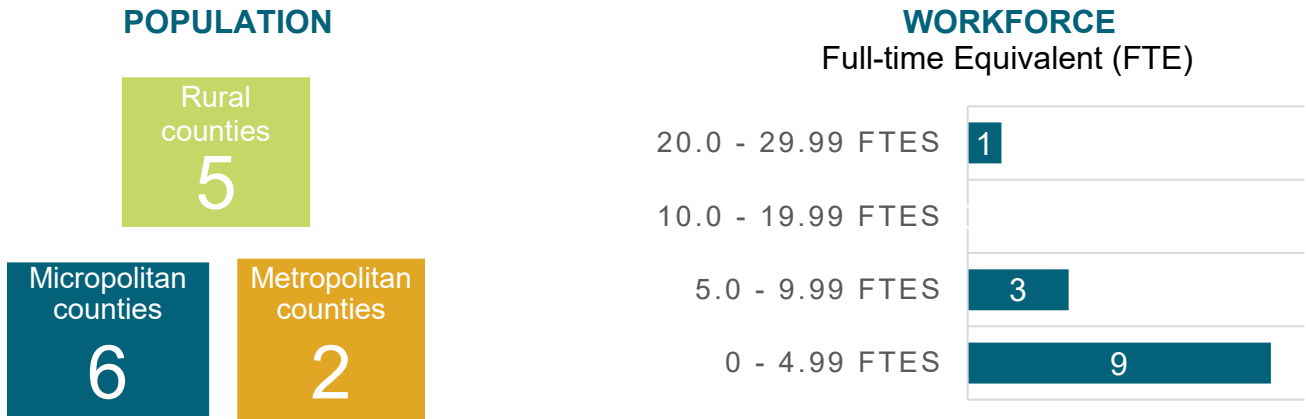 POPULATION
Rural
counties
5
Micropolitan
counties
6
Metropolitan
counties
2
WORKFORCE
Full-time Equivalent (FTE)
20.0 - 29.99 FTES
1
10.0 - 19.99 FTES
5.0 - 9.99 FTES
3
0 - 4.99 FTES
9